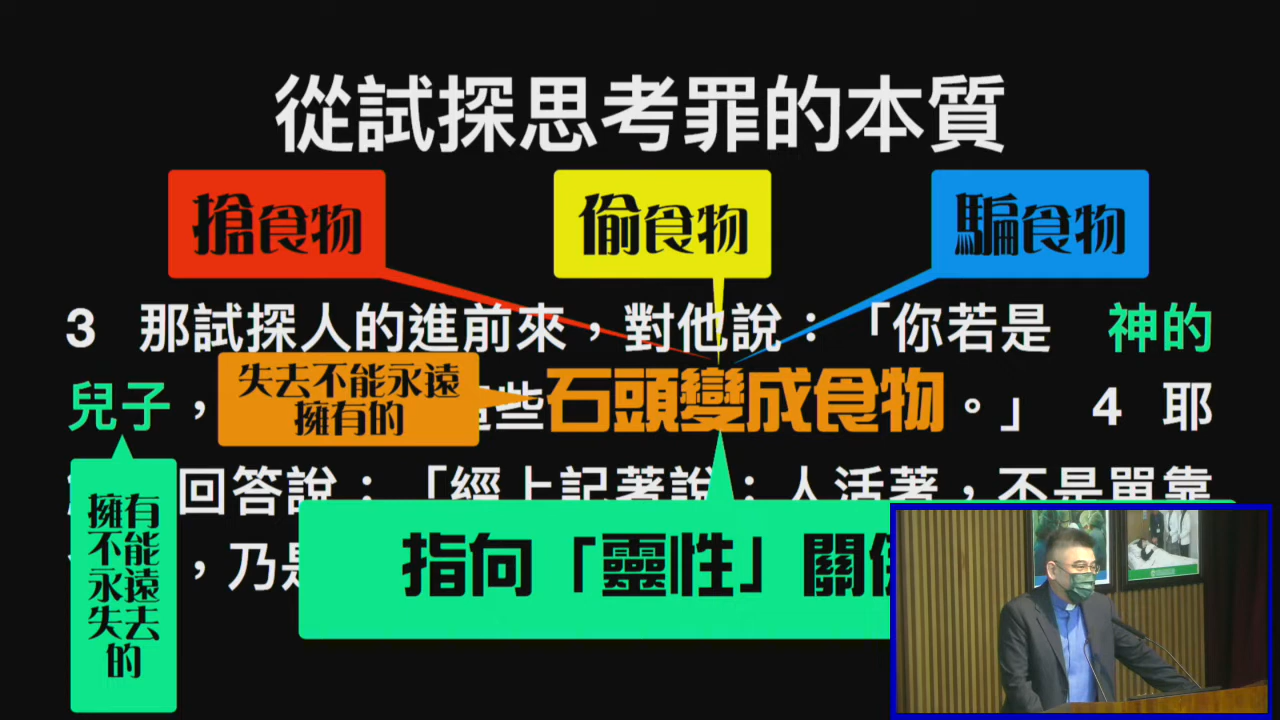 從試探思考罪的本質
搶食物
偷食物
騙食物
3 那試探人的進前來，對他說：「你若是 神的
兒子，
失去不能永遠
擁有的
些石頭變成食物。」 4 耶
回答說：「經上記著說：人活著，不是單靠
，乃是
指向「靈性」關係
擁有
不能
永遠
失去
的